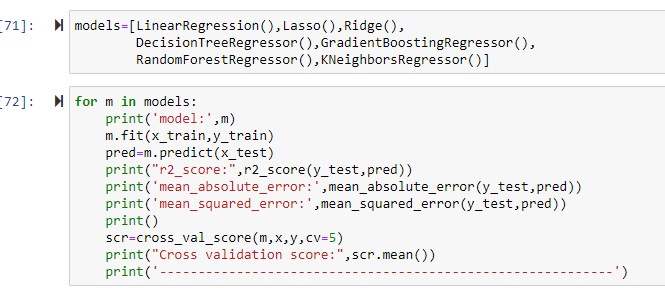 [71]: models=[LinearRegression(),Lasso(),Ridge(),
DecisionTreeRegressor(),GradientBoostingRegressor(),
RandomForestRegressor(),KNeighborsRegressor()]
[72]: for m in models:
print('model:',m)
m.fit(x_train,y_train)
pred=m.predict(x_test)
print("r2_score:",r2_score(y_test,pred))
print('mean_absolute_error:',mean_absolute_error(y_test,pred))
print('mean_squared_error:',mean_squared_error(y_test,pred))
print()
scr=cross_val_score(m,x,y,cv=5)
print("Cross validation score:",scr.mean())
print('----------------------------------------------------------')